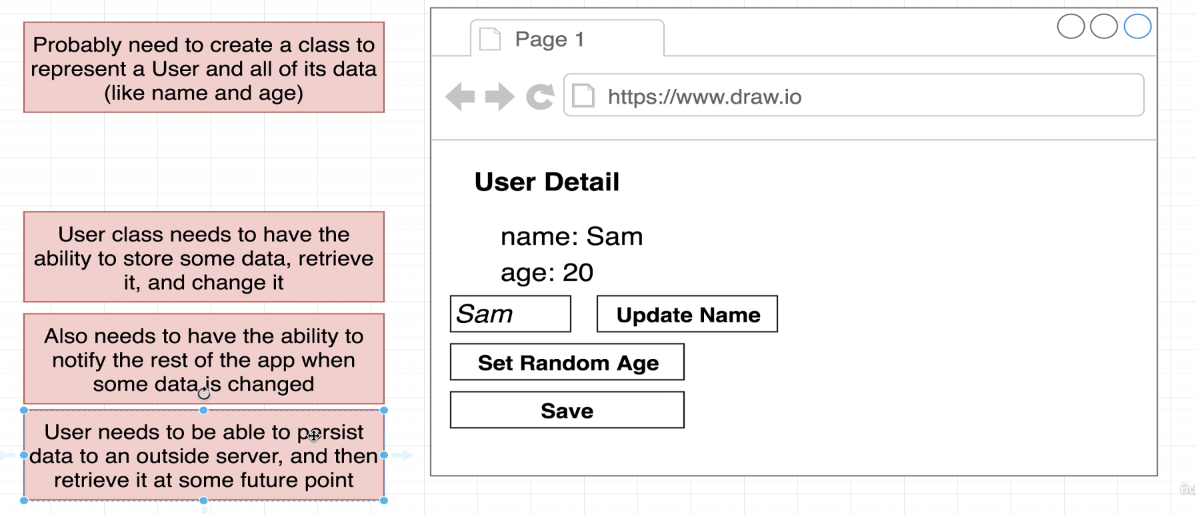 Probably need to create a class to
represent a User and all of its data
(like name and age)
User class needs to have the
ability to store some data, retrieve
it, and change it
Also needs to have the ability to
notify the rest of the app when
some data is changed
User needs to be able to persist
data to an outside server, and then
retrieve it at some future point
Page 1
https://www.draw.io
User Detail
name: Sam
age: 20
Sam
Update Name
Set Random Age
Save